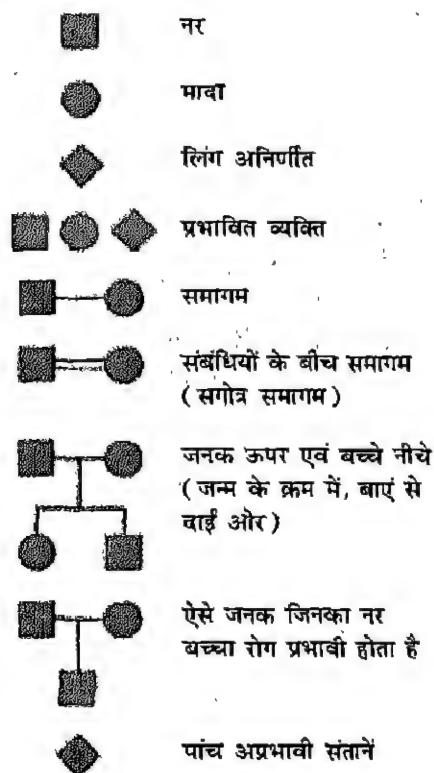 नर
मादा
लिंग अनिर्णीत
प्रभावित व्यक्ति
समागम
संबंधियों के बीच समागम
(सगोत्र समागम)
जनक ऊपर एवं बच्चे नीचे
(जन्म के क्रम में, बाएं से
दाईं ओर)
ऐसे जनक जिनका नर
बच्चा रोग प्रभावी होता है
पांच अप्रभावी संतानें